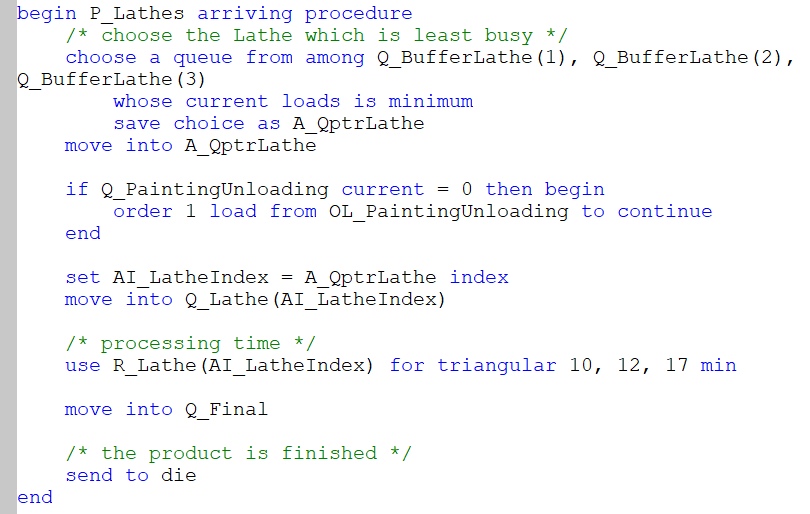 begin P_Lathes arriving procedure
/* choose the Lathe which is least busy */
choose a queue from among Q_BufferLathe(1), Q_BufferLathe(2),
Q_BufferLathe(3)
whose current loads is minimum
save choice as A_QptrLathe
move into A_QptrLathe
if Q_PaintingUnloading current = 0 then begin
order 1 load from OL_PaintingUnloading to continue
end
set AI_LatheIndex = A_QptrLathe index
move into Q_Lathe(AI_LatheIndex)
/* processing time */
use R_Lathe(AI_LatheIndex) for triangular 10, 12, 17 min
move into Q_Final
/* the product is finished */
send to die
end